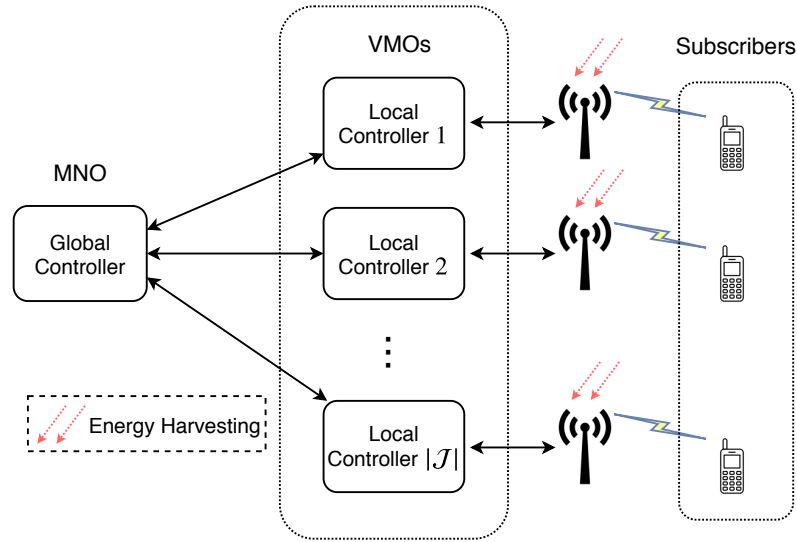 VMOs
Subscribers
Local
Controller 1
MNO
Global
Controller
Local
Controller 2
Energy Harvesting
Local
Controller |𝒥|